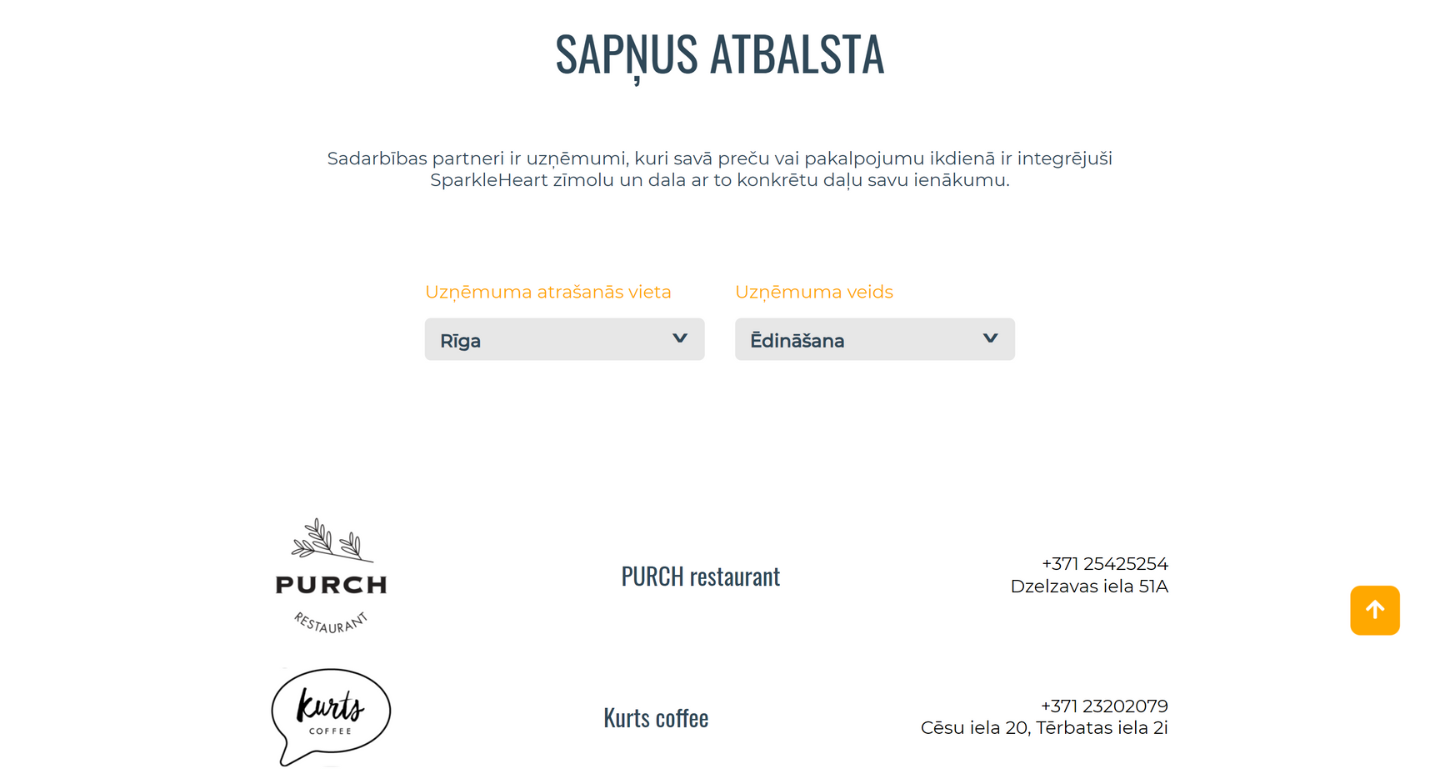 SAPŅUS ATBALSTA
Sadarbības partneri ir uzņēmumi, kuri savā preču vai pakalpojumu ikdienā ir integrējuši
SparkleHeart zīmolu un dala ar to konkrētu daļu savu ienākumu.
Uzņēmuma atrašanās vieta
Uzņēmuma veids
Rīga
Ēdināšana
PURCH
RESTAURANT
PURCH restaurant
+371 25425254
Dzelzavas iela 51A
kurts
COFFEE
Kurts coffee
+371 23202079
Cēsu iela 20, Tērbatas iela 2i